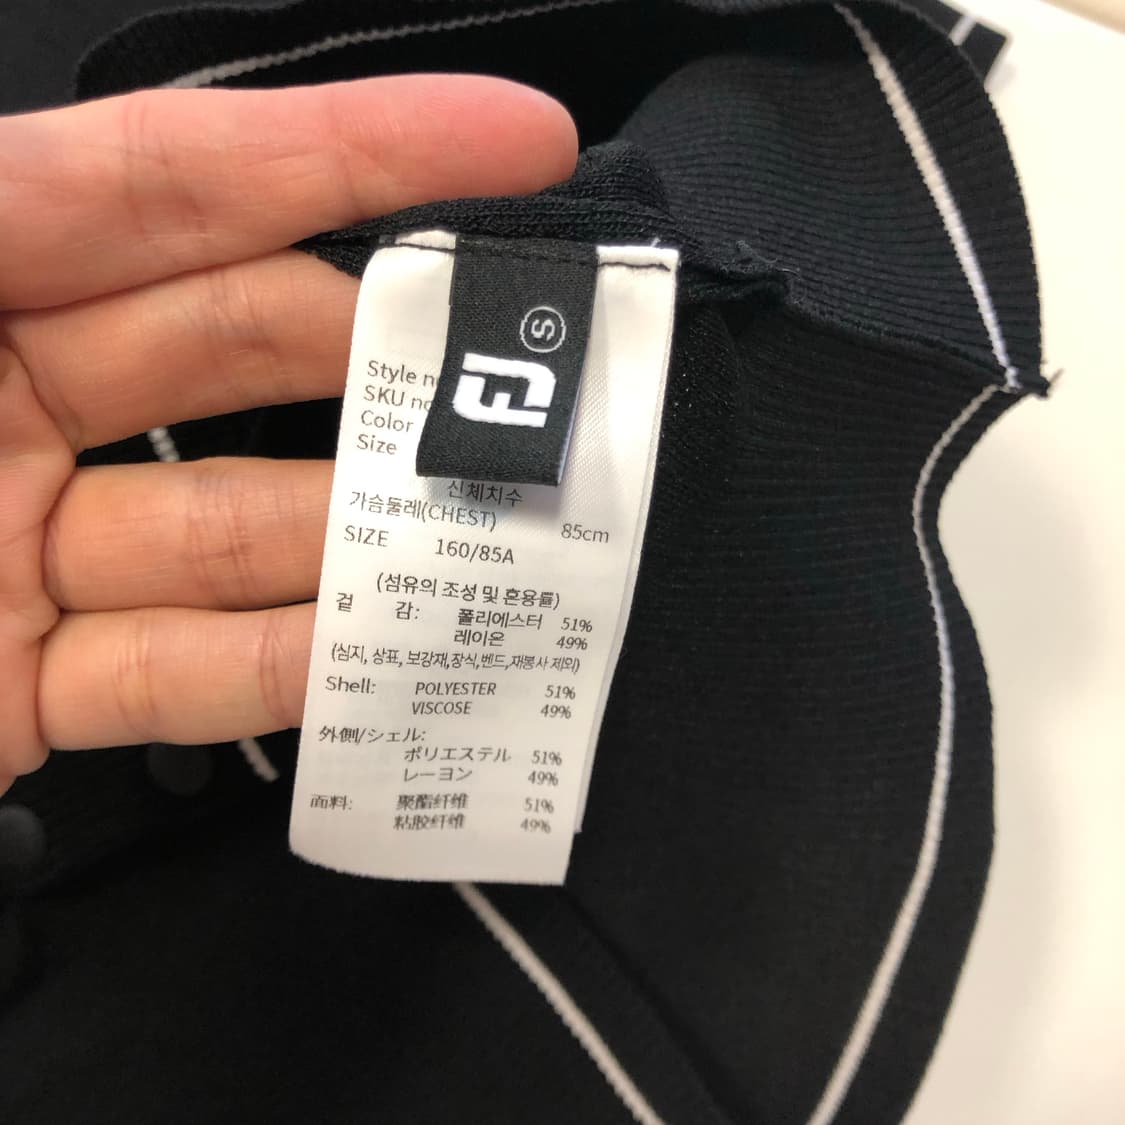 S
FJ
Style
SKU
Color
Size
신체치수
가슴둘레(CHEST) 85cm
SIZE 160/85A
(섬유의 조성 및 혼용률)
겉 감: 폴리에스터 51%
레이온 49%
(심지, 상표, 보강재,장식,벤드,재봉사 제외)
Shell: POLYESTER 51%
VISCOSE 49%
外側/シェル:
ポリエステル 51%
レーヨン 49%
面料: 聚酯纤维 51%
粘胶纤维 49%